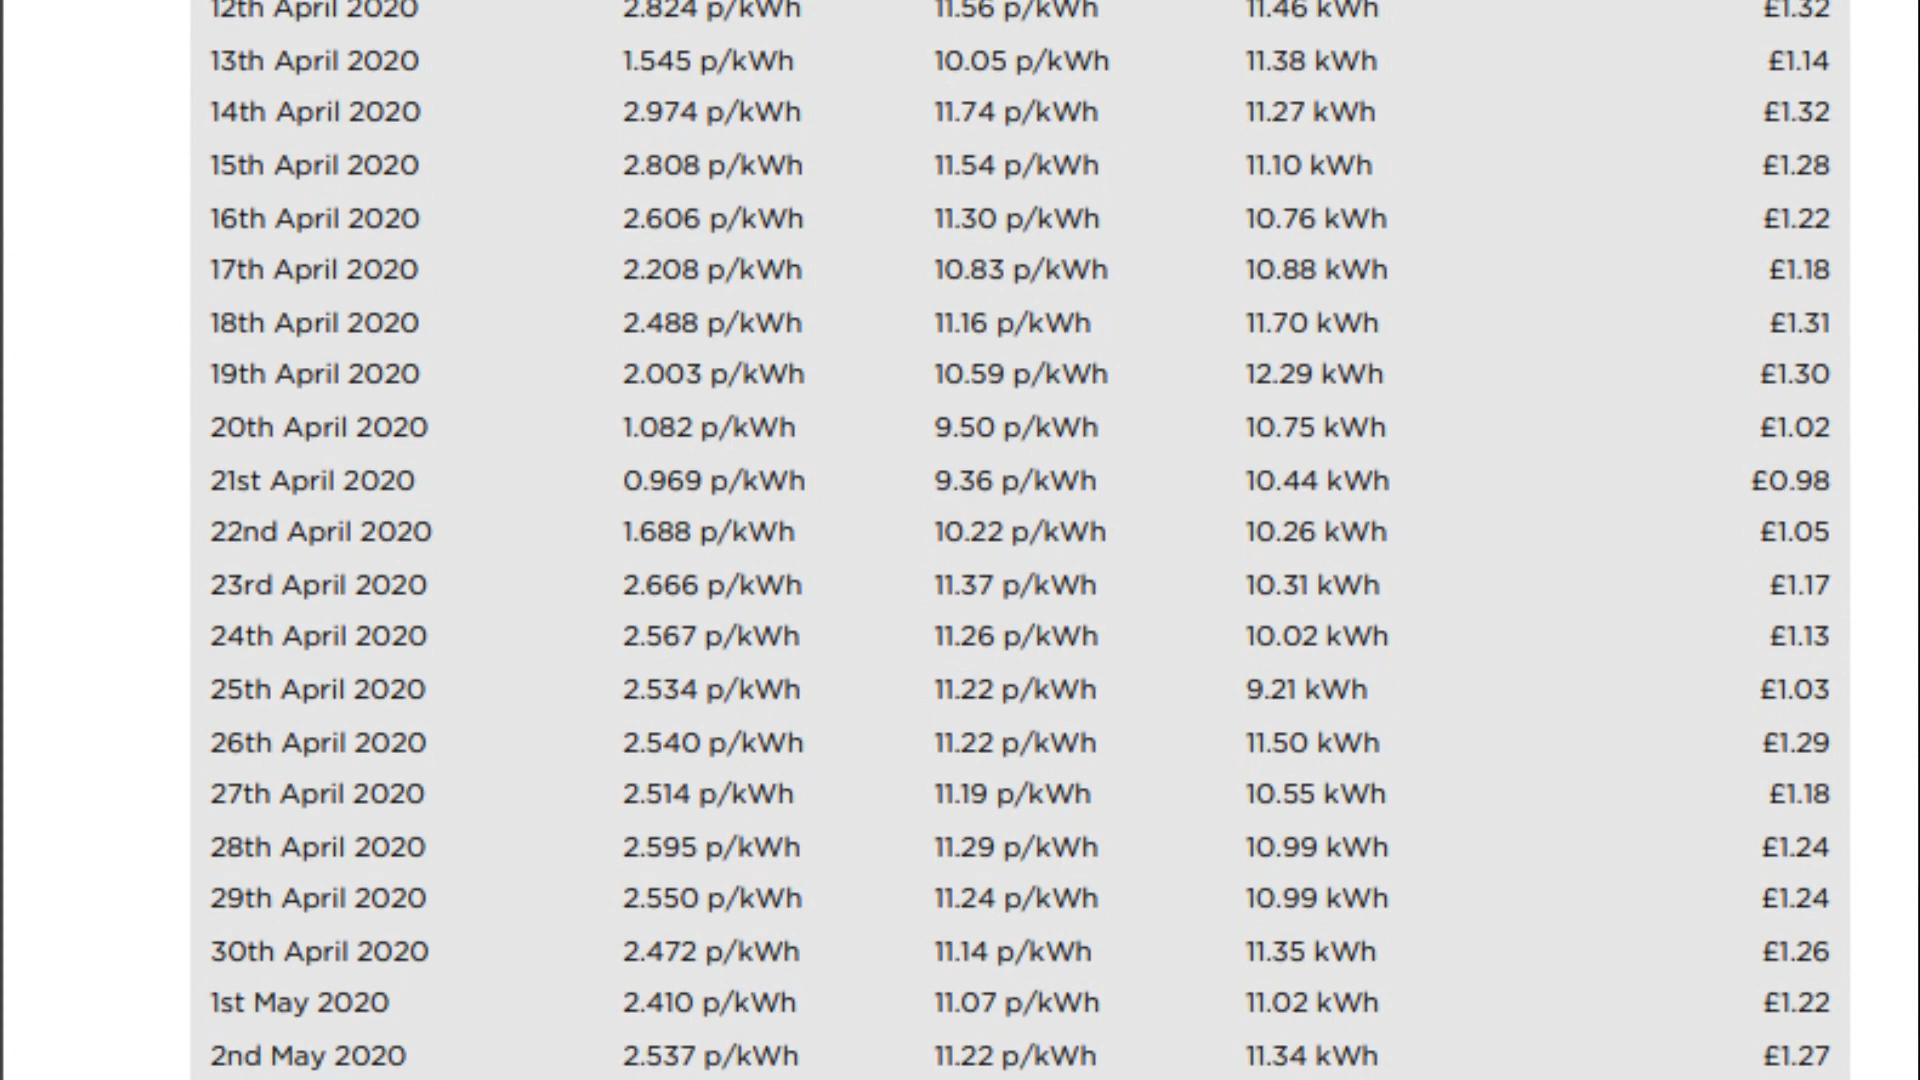 12th April 2020 2.824 p/kWh 11.56 p/kWh 11.46 kWh £1.32
13th April 2020 1.545 p/kWh 10.05 p/kWh 11.38 kWh £1.14
14th April 2020 2.974 p/kWh 11.74 p/kWh 11.27 kWh £1.32
15th April 2020 2.808 p/kWh 11.54 p/kWh 11.10 kWh £1.28
16th April 2020 2.606 p/kWh 11.30 p/kWh 10.76 kWh £1.22
17th April 2020 2.208 p/kWh 10.83 p/kWh 10.88 kWh £1.18
18th April 2020 2.488 p/kWh 11.16 p/kWh 11.70 kWh £1.31
19th April 2020 2.003 p/kWh 10.59 p/kWh 12.29 kWh £1.30
20th April 2020 1.082 p/kWh 9.50 p/kWh 10.75 kWh £1.02
21st April 2020 0.969 p/kWh 9.36 p/kWh 10.44 kWh £0.98
22nd April 2020 1.688 p/kWh 10.22 p/kWh 10.26 kWh £1.05
23rd April 2020 2.666 p/kWh 11.37 p/kWh 10.31 kWh £1.17
24th April 2020 2.567 p/kWh 11.26 p/kWh 10.02 kWh £1.13
25th April 2020 2.534 p/kWh 11.22 p/kWh 9.21 kWh £1.03
26th April 2020 2.540 p/kWh 11.22 p/kWh 11.50 kWh £1.29
27th April 2020 2.514 p/kWh 11.19 p/kWh 10.55 kWh £1.18
28th April 2020 2.595 p/kWh 11.29 p/kWh 10.99 kWh £1.24
29th April 2020 2.550 p/kWh 11.24 p/kWh 10.99 kWh £1.24
30th April 2020 2.472 p/kWh 11.14 p/kWh 11.35 kWh £1.26
1st May 2020 2.410 p/kWh 11.07 p/kWh 11.02 kWh £1.22
2nd May 2020 2.537 p/kWh 11.22 p/kWh 11.34 kWh £1.27